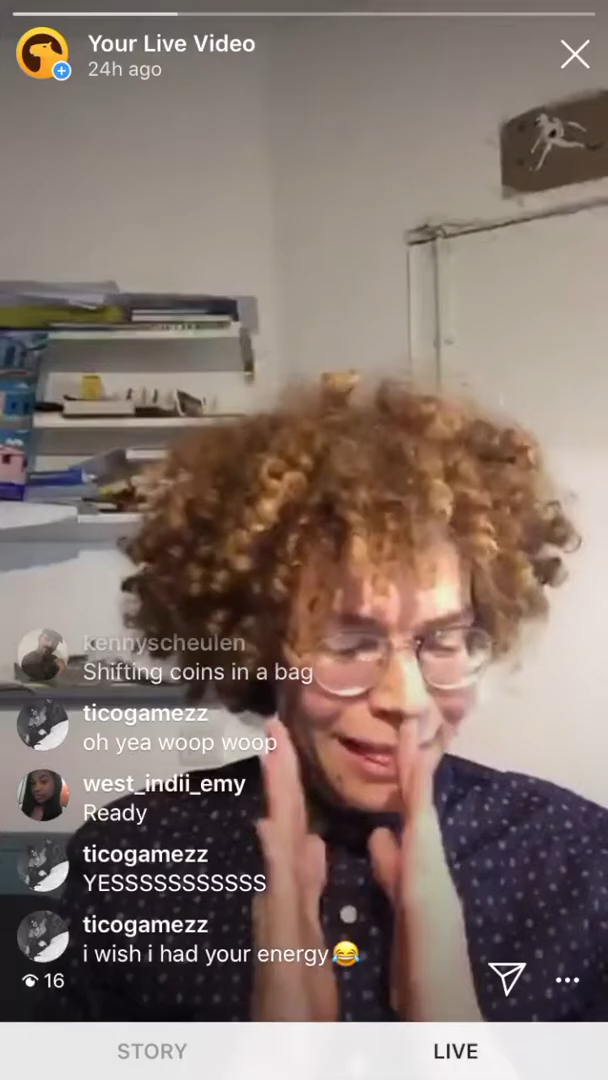 Your Live Video
24h ago
kennyscheulen
Shifting coins in a bag
ticogamezz
oh yea woop woop
west_indii_emy
Ready
ticogamezz
YESSSSSSSSSSS
ticogamezz
i wish i had your energy😂
16
STORY
LIVE